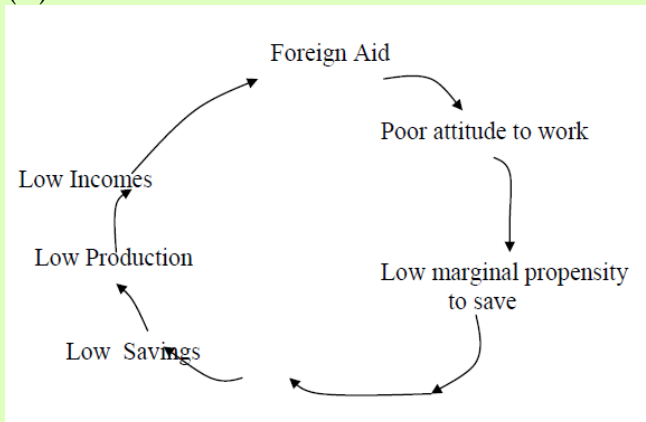 Foreign Aid
Poor attitude to work
Low Incomes
Low Production
Low marginal propensity
to save
Low Savings